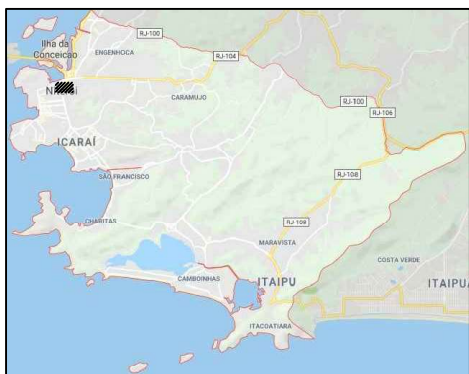 RJ-100
Ilha da
Conceicao
ENGENHOCA
RJ-104
CARAMUJO
RJ-100
RJ-106
ICARAÍ
SÃO FRANCISCO
RJ-108
CHARITAS
RJ-108
MARAVISTA
COSTA VERDE
CAMBOINHAS
ITAIPU
ITAIPU
ITACOATIARA